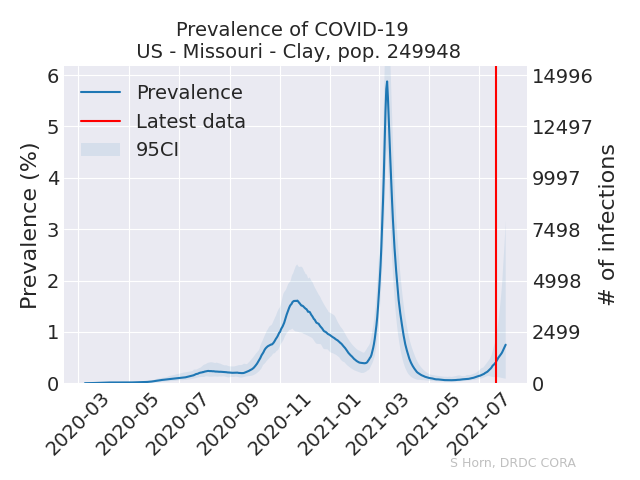 Prevalence of COVID-19
US - Missouri - Clay, pop. 249948
Prevalence
Latest data
95CI
Prevalence (%)
6
5
4
3
2
1
0
14996
12497
9997
7498
4998
2499
0
# of infections
2020-03
2020-05
2020-07
2020-09
2020-11
2021-01
2021-03
2021-05
2021-07
S Horn, DRDC CORA